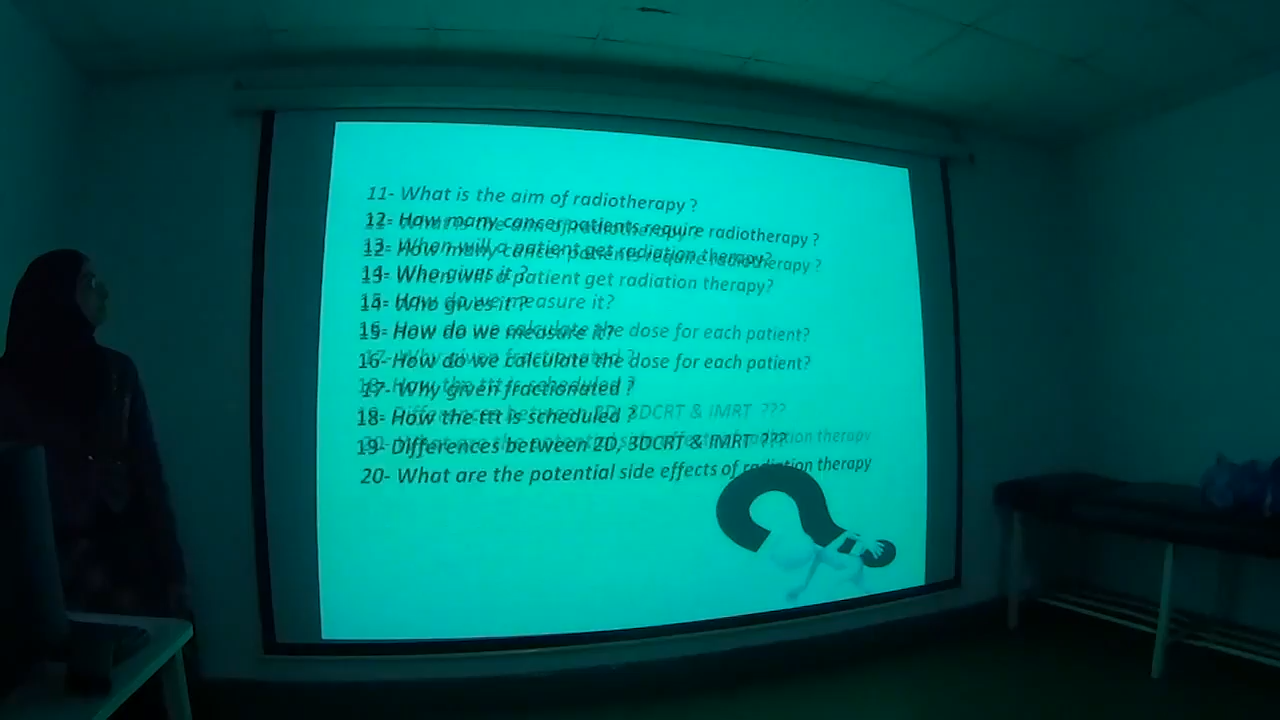 11- What is the aim of radiotherapy ?
12- How many cancer patients require radiotherapy ?
13- When will a patient get radiation therapy?
14- Who gives it ?
15- How do we measure it?
16- How do we calculate the dose for each patient?
17- Why given fractionated ?
18- How the ttt is scheduled ?
19- Differences between 2D, 3DCRT & IMRT ???
20- What are the potential side effects of radiation therapy